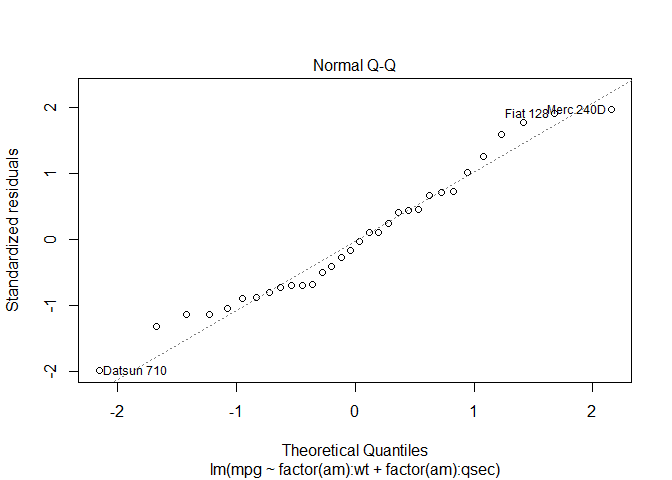 Normal Q-Q
Standardized residuals
2
1
0
-1
-2
Fiat 128
Merc 240D
Datsun 710
-2 -1 0 1 2
Theoretical Quantiles
lm(mpg ~ factor(am):wt + factor(am):qsec)